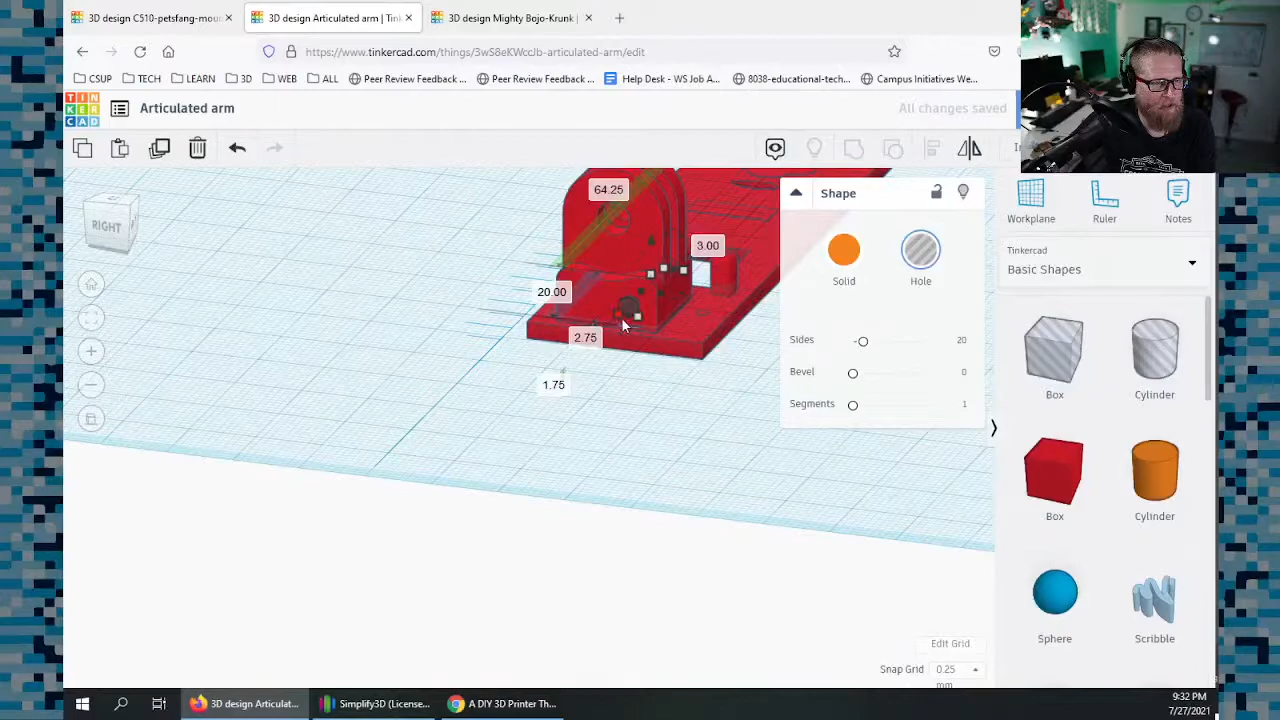 3D design C510-petsfang-mou
3D design Articulated arm | Tink
3D design Mighty Bojo-Krunk |
https://www.tinkercad.com/things/3wS8eKWccJb-articulated-arm/edit
CSUP TECH LEARN 3D WEB ALL Peer Review Feedback ... Peer Review Feedback ... Help Desk - WS Job A... 8038-educational-tech... Campus Initiatives We...
TIN
KER
CAD
Articulated arm
All changes saved
RIGHT
64.25
3.00
20.00
2.75
1.75
Shape
Solid
Hole
Sides 20
Bevel 0
Segments 1
Workplane
Ruler
Notes
Tinkercad
Basic Shapes
Box
Cylinder
Box
Cylinder
Sphere
Scribble
Edit Grid
Snap Grid 0.25
mm
3D design Articulat...
Simplify3D (License...
A DIY 3D Printer Th...
9:32 PM
7/27/2021